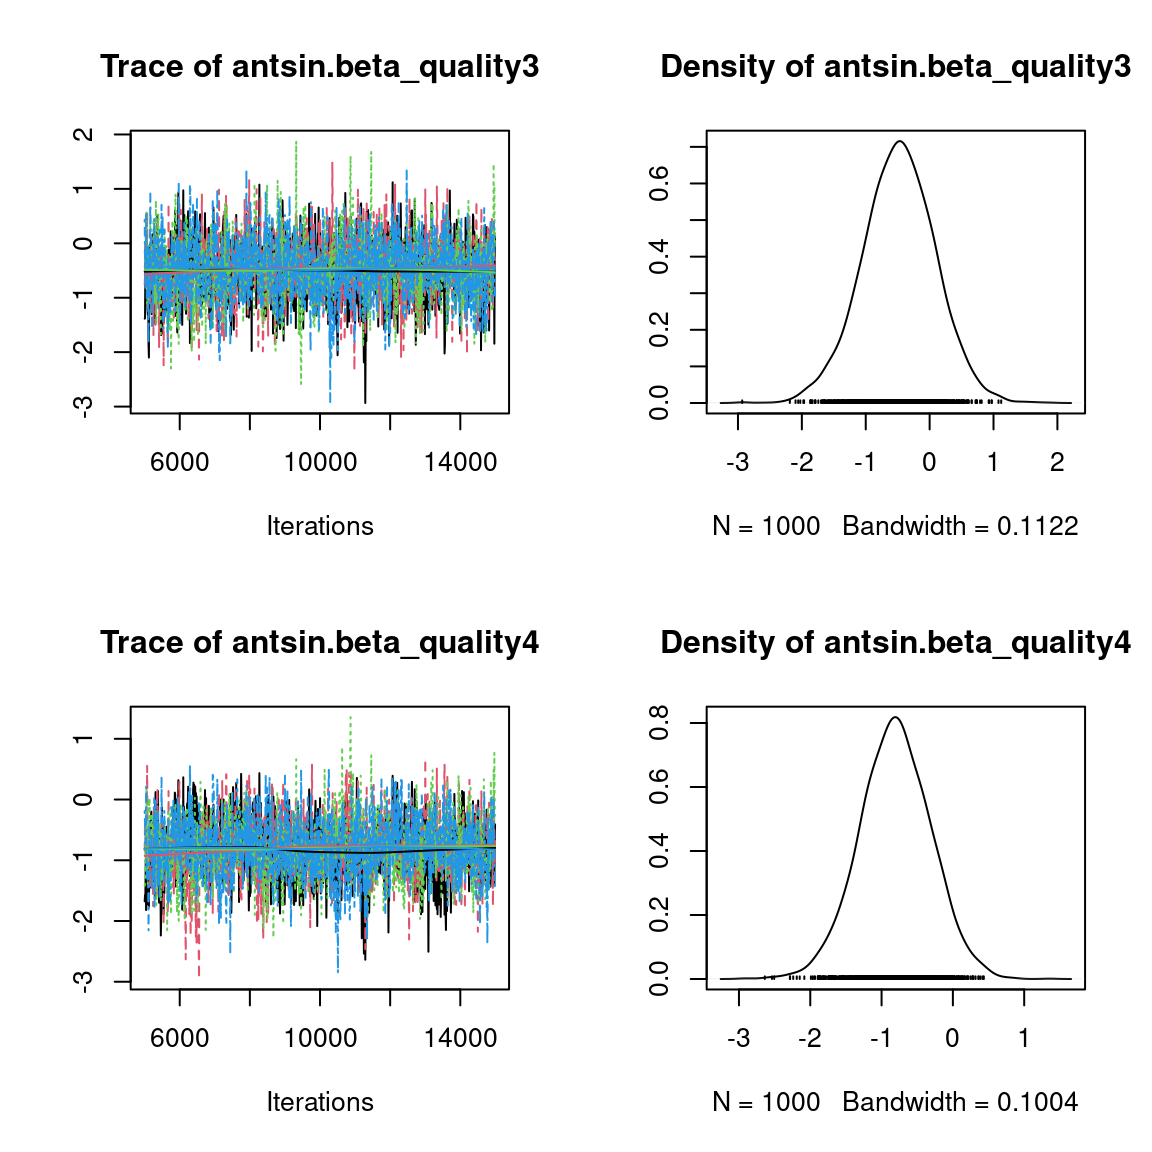 Trace of antsin.beta_quality3
2
1
0
-1
-2
-3
6000 10000 14000
Iterations
Density of antsin.beta_quality3
0.6
0.4
0.2
0.0
-3 -2 -1 0 1 2
N = 1000 Bandwidth = 0.1122
Trace of antsin.beta_quality4
1
0
-1
-2
-3
6000 10000 14000
Iterations
Density of antsin.beta_quality4
0.8
0.6
0.4
0.2
0.0
-3 -2 -1 0 1
N = 1000 Bandwidth = 0.1004